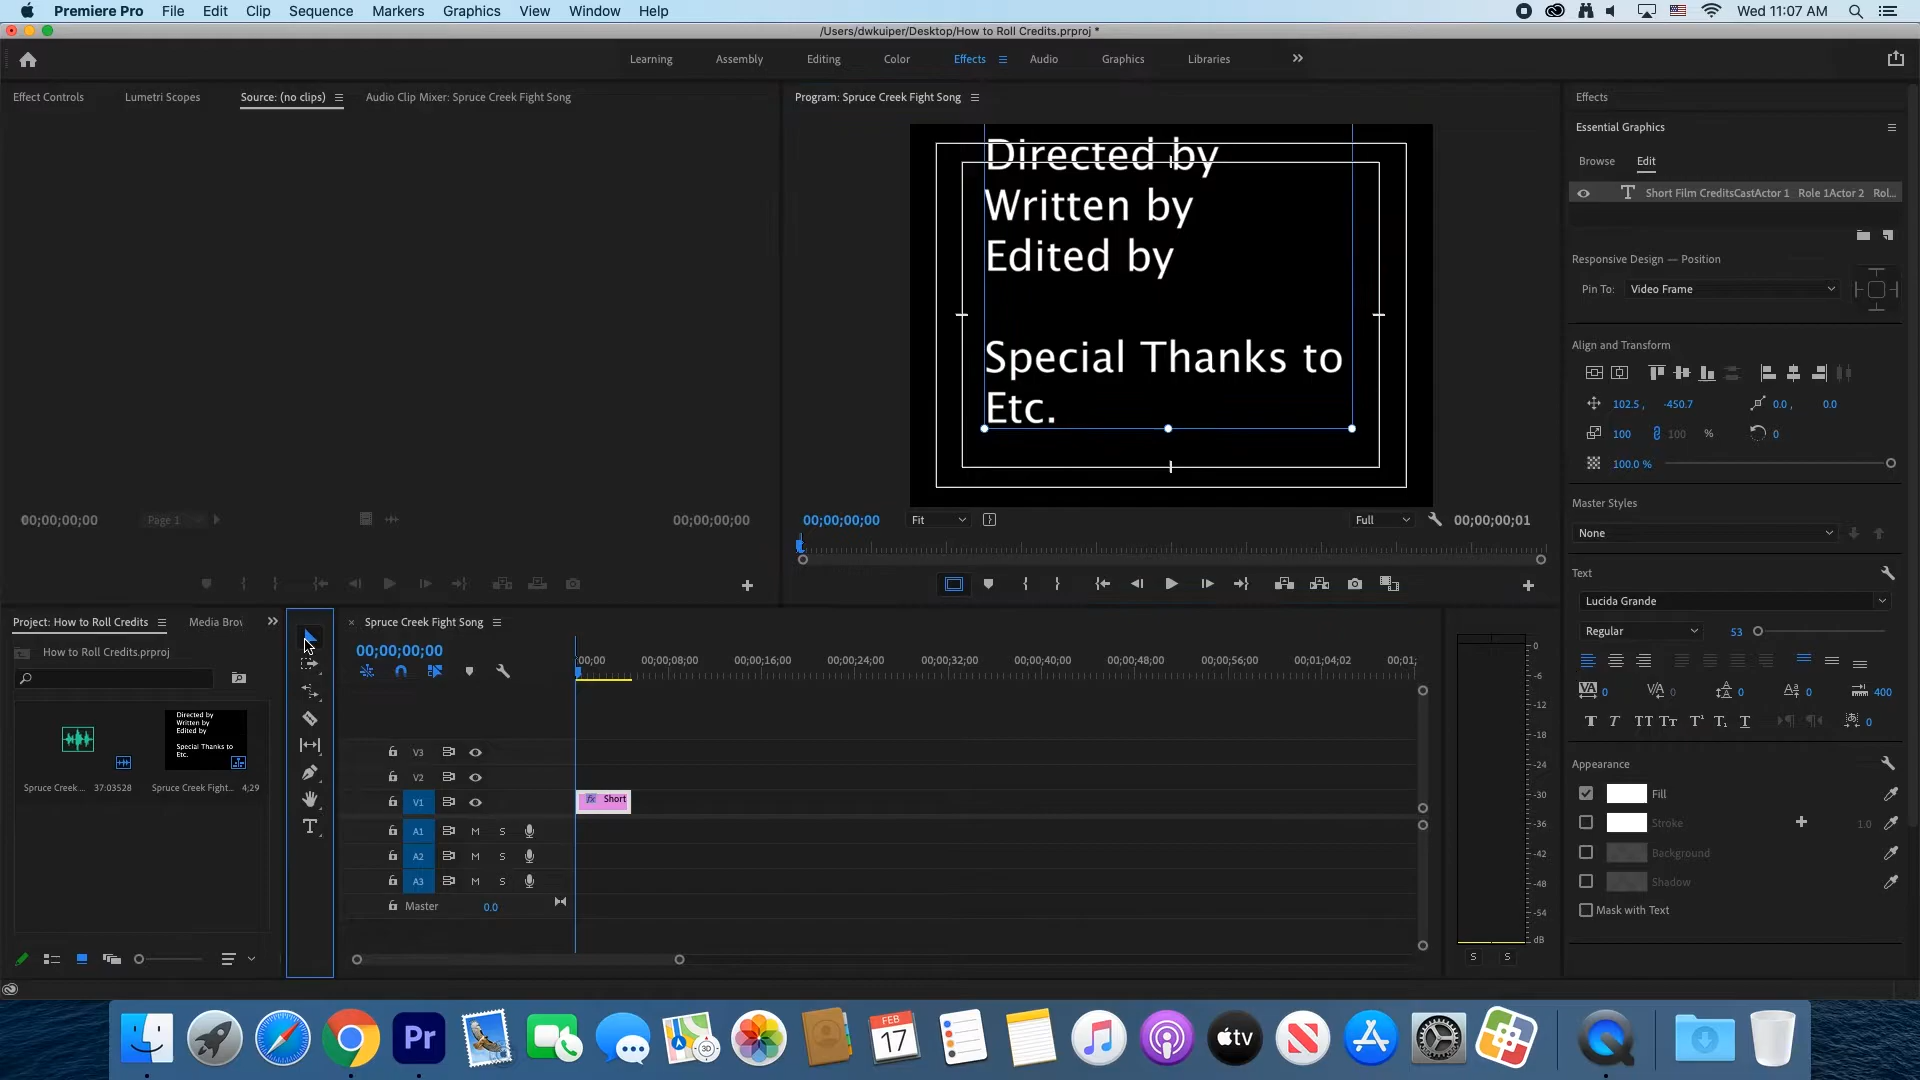 Premiere Pro File Edit Clip Sequence Markers Graphics View Window Help Wed 11:07 AM
/Users/dwkuiper/Desktop/How to Roll Credits.prproj *
Learning Assembly Editing Color Effects Audio Graphics Libraries
Effect Controls Lumetri Scopes Source: (no clips) Audio Clip Mixer: Spruce Creek Fight Song
Program: Spruce Creek Fight Song
Directed by
Written by
Edited by
Special Thanks to
Etc.
00;00;00;00 Page 1 00;00;00;00
00;00;00;00 Fit Full 00;00;00;01
Effects
Essential Graphics
Browse Edit
Short Film CreditsCastActor 1 Role 1Actor 2 Rol...
Responsive Design — Position
Pin To: Video Frame
Align and Transform
102.5 , -450.7 0.0 , 0.0
100 100 % 0
100.0 %
Master Styles
None
Text
Lucida Grande
Regular 53
0 0 0 0 400
0
Appearance
Fill
Stroke 1.0
Background
Shadow
Mask with Text
Project: How to Roll Credits Media Brov
How to Roll Credits.prproj
Directed by
Written by
Edited by
Special Thanks to
Etc.
Spruce Creek ... 37.03528 Spruce Creek Fight... 4;29
× Spruce Creek Fight Song
00;00;00;00
:00;00 00;00;08;00 00;00;16;00 00;00;24;00 00;00;32;00 00;00;40;00 00;00;48;00 00;00;56;00 00;01;04;02 00;01;
V3
V2
V1 fx Short
A1 M S
A2 M S
A3 M S
Master 0.0
0
-6
-12
-18
-24
-30
-36
-42
-48
-54
dB
S S
Pr
3D
FEB
17
tv